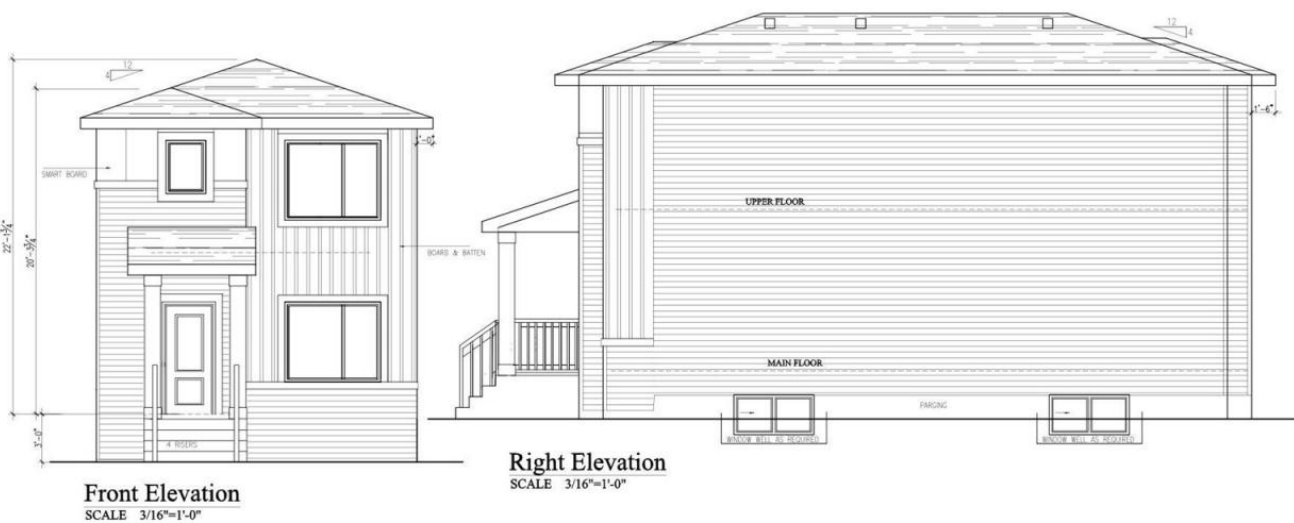 12
4
22'-1¾"
20'-3¾"
3'-0"
SMART BOARD
1'-0"
BOARD & BATTEN
4 RISERS
Front Elevation
SCALE 3/16"=1'-0"
12
4
1'-6"
UPPER FLOOR
MAIN FLOOR
PARGING
WINDOW WELL AS REQUIRED
WINDOW WELL AS REQUIRED
Right Elevation
SCALE 3/16"=1'-0"